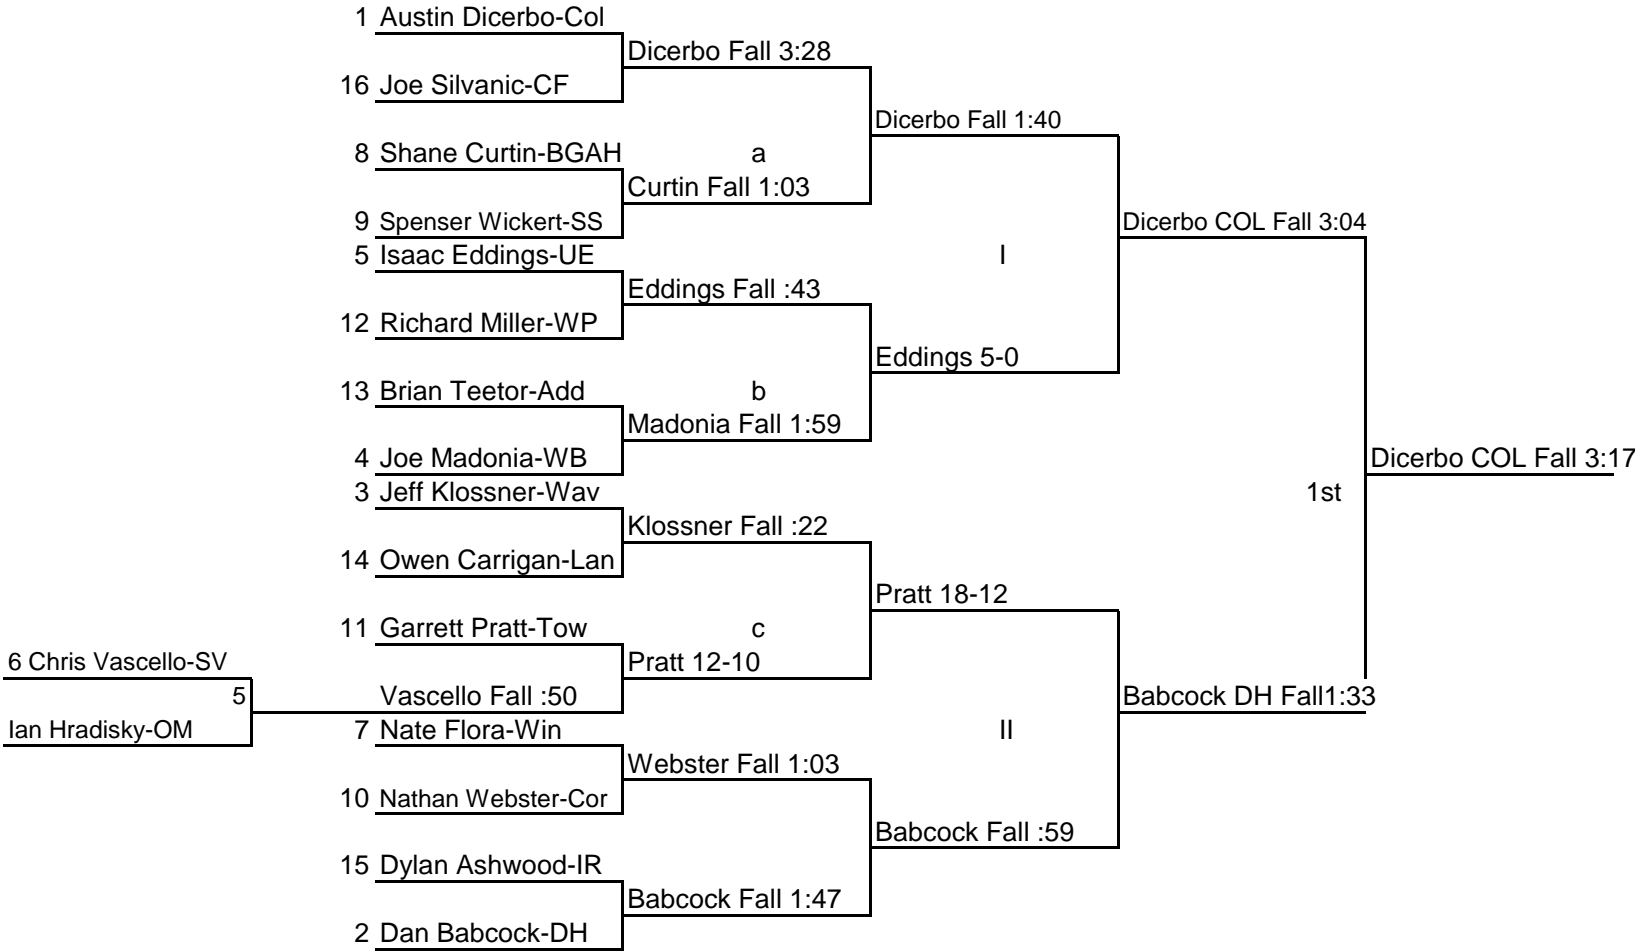 1 Austin Dicerbo-Col
Dicerbo Fall 3:28
16 Joe Silvanic-CF
Dicerbo Fall 1:40
8 Shane Curtin-BGAH
a
Curtin Fall 1:03
9 Spenser Wickert-SS
Dicerbo COL Fall 3:04
5 Isaac Eddings-UE
I
Eddings Fall :43
12 Richard Miller-WP
Eddings 5-0
13 Brian Teetor-Add
b
Madonia Fall 1:59
4 Joe Madonia-WB
Dicerbo COL Fall 3:17
3 Jeff Klossner-Wav
1st
Klossner Fall :22
14 Owen Carrigan-Lan
Pratt 18-12
11 Garrett Pratt-Tow
c
6 Chris Vascello-SV
Pratt 12-10
5
Vascello Fall :50
Babcock DH Fall1:33
Ian Hradisky-OM
7 Nate Flora-Win
II
Webster Fall 1:03
10 Nathan Webster-Cor
Babcock Fall :59
15 Dylan Ashwood-IR
Babcock Fall 1:47
2 Dan Babcock-DH